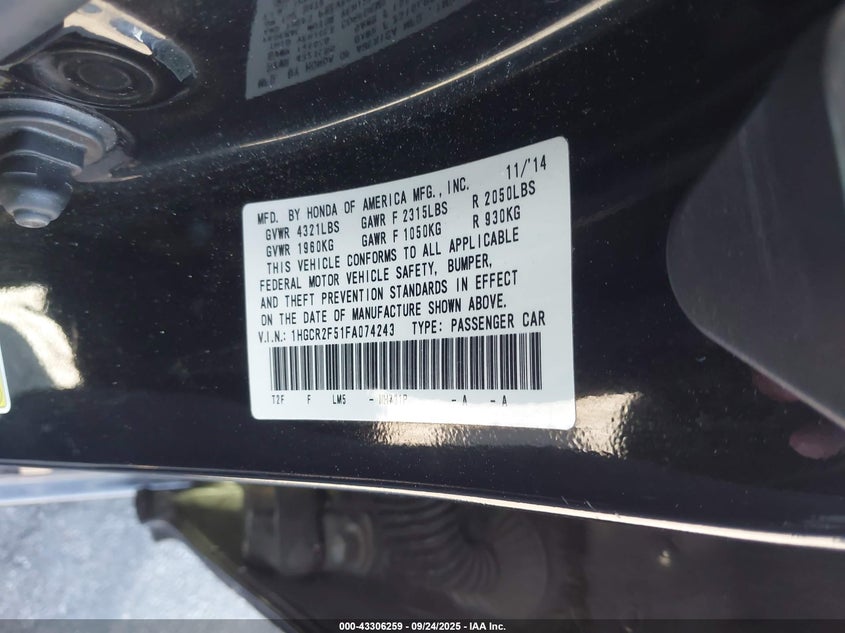 MFD. BY HONDA OF AMERICA MFG., INC. 11/'14
GVWR 4321LBS GAWR F 2315LBS R 2050LBS
GVWR 1960KG GAWR F 1050KG R 930KG
THIS VEHICLE CONFORMS TO ALL APPLICABLE
FEDERAL MOTOR VEHICLE SAFETY, BUMPER,
AND THEFT PREVENTION STANDARDS IN EFFECT
ON THE DATE OF MANUFACTURE SHOWN ABOVE.
V.I.N.: 1HGCR2F51FA074243 TYPE: PASSENGER CAR
T2F F LM5 - - A - A
000-43306259 - 09/24/2025 - IAA Inc.